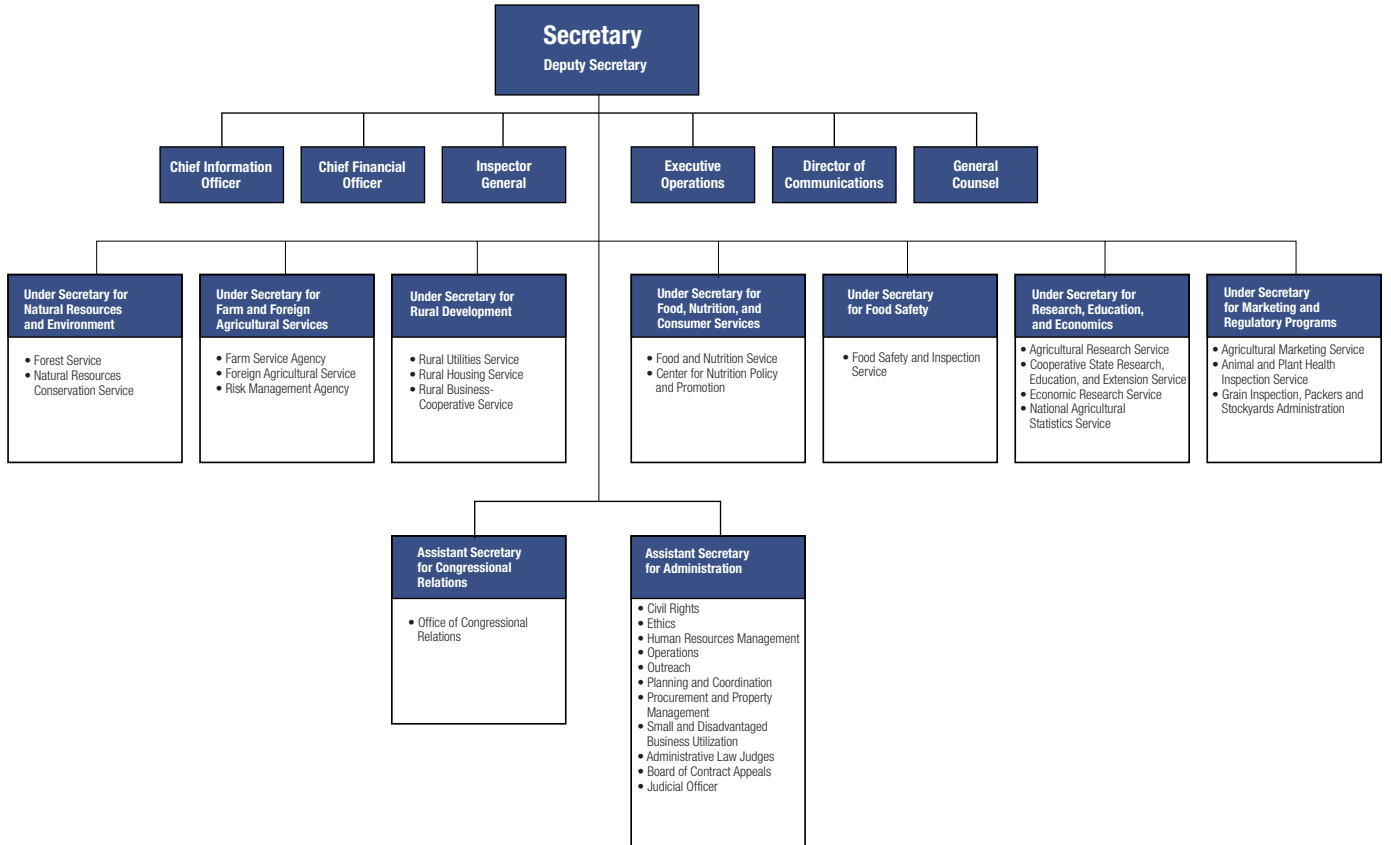 Secretary
Deputy Secretary
Chief Information
Officer
Chief Financial
Officer
Inspector
General
Executive
Operations
Director of
Communications
General
Counsel
Under Secretary for
Natural Resources
and Environment
• Forest Service
• Natural Resources
Conservation Service
Under Secretary for
Farm and Foreign
Agricultural Services
• Farm Service Agency
• Foreign Agricultural Service
• Risk Management Agency
Under Secretary for
Rural Development
• Rural Utilities Service
• Rural Housing Service
• Rural Business-
Cooperative Service
Under Secretary for
Food, Nutrition, and
Consumer Services
• Food and Nutrition Sevice
• Center for Nutrition Policy
and Promotion
Under Secretary
for Food Safety
• Food Safety and Inspection
Service
Under Secretary for
Research, Education,
and Economics
• Agricultural Research Service
• Cooperative State Research,
Education, and Extension Service
• Economic Research Service
• National Agricultural
Statistics Service
Under Secretary
for Marketing and
Regulatory Programs
• Agricultural Marketing Service
• Animal and Plant Health
Inspection Service
• Grain Inspection, Packers and
Stockyards Administration
Assistant Secretary
for Congressional
Relations
• Office of Congressional
Relations
Assistant Secretary
for Administration
• Civil Rights
• Ethics
• Human Resources Management
• Operations
• Outreach
• Planning and Coordination
• Procurement and Property
Management
• Small and Disadvantaged
Business Utilization
• Administrative Law Judges
• Board of Contract Appeals
• Judicial Officer